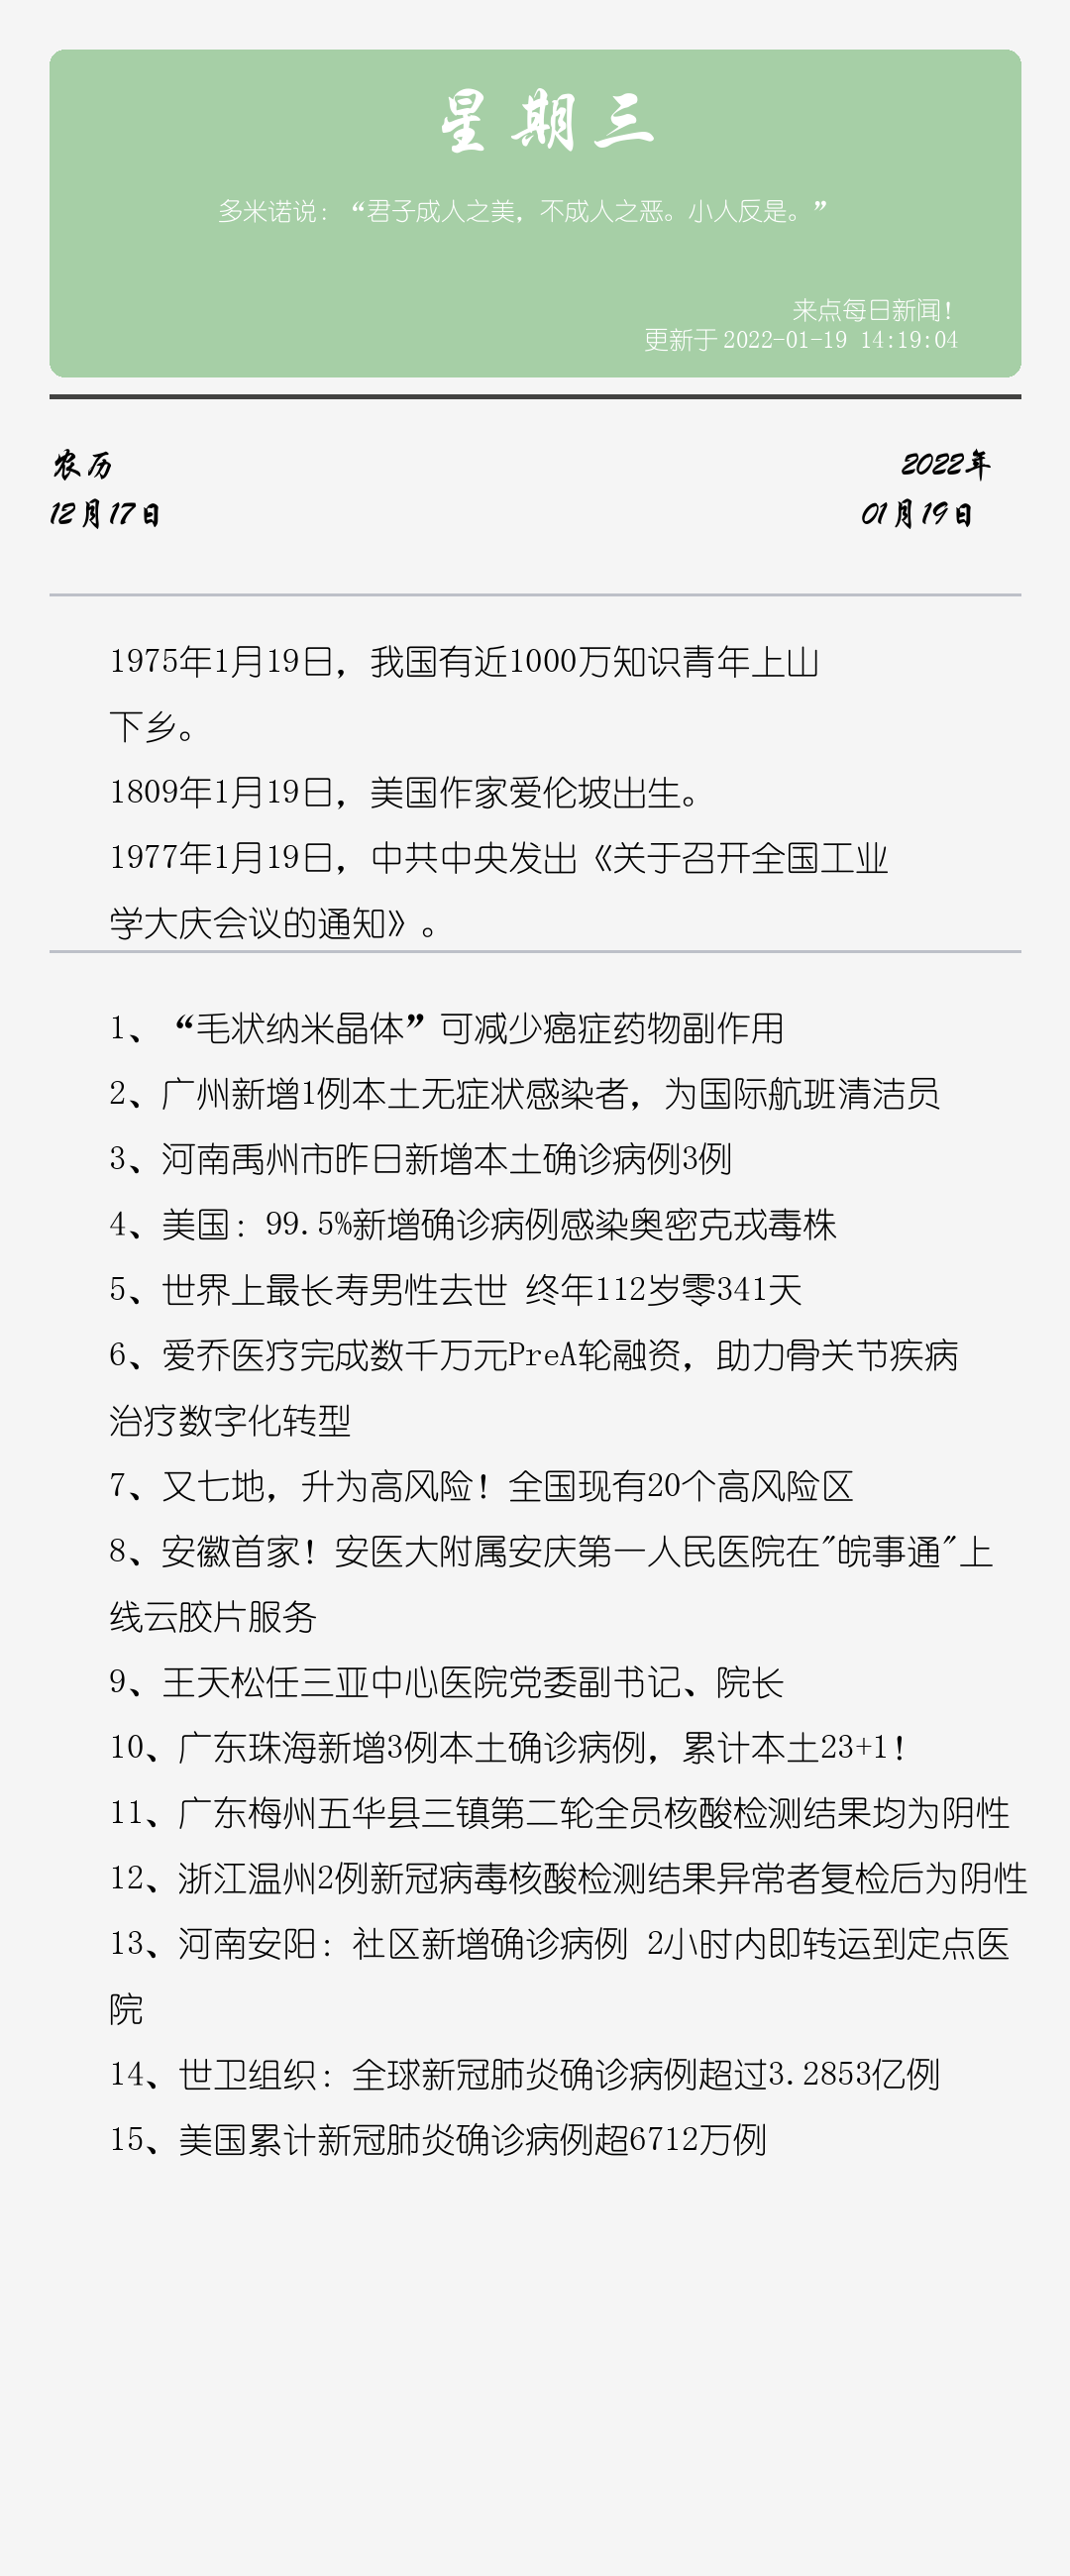 星期三
多米诺说：“君子成人之美，不成人之恶。小人反是。”
来点每日新闻！
更新于 2022-01-19 14:19:04
农历
2022年
12月17日
01月19日
1975年1月19日，我国有近1000万知识青年上山
下乡。
1809年1月19日，美国作家爱伦坡出生。
1977年1月19日，中共中央发出《关于召开全国工业
学大庆会议的通知》。
1、“毛状纳米晶体”可减少癌症药物副作用
2、广州新增1例本土无症状感染者，为国际航班清洁员
3、河南禹州市昨日新增本土确诊病例3例
4、美国：99.5%新增确诊病例感染奥密克戎毒株
5、世界上最长寿男性去世 终年112岁零341天
6、爱乔医疗完成数千万元PreA轮融资，助力骨关节疾病
治疗数字化转型
7、又七地，升为高风险！全国现有20个高风险区
8、安徽首家！安医大附属安庆第一人民医院在"皖事通"上
线云胶片服务
9、王天松任三亚中心医院党委副书记、院长
10、广东珠海新增3例本土确诊病例，累计本土23+1！
11、广东梅州五华县三镇第二轮全员核酸检测结果均为阴性
12、浙江温州2例新冠病毒核酸检测结果异常者复检后为阴性
13、河南安阳：社区新增确诊病例 2小时内即转运到定点医
院
14、世卫组织：全球新冠肺炎确诊病例超过3.2853亿例
15、美国累计新冠肺炎确诊病例超6712万例